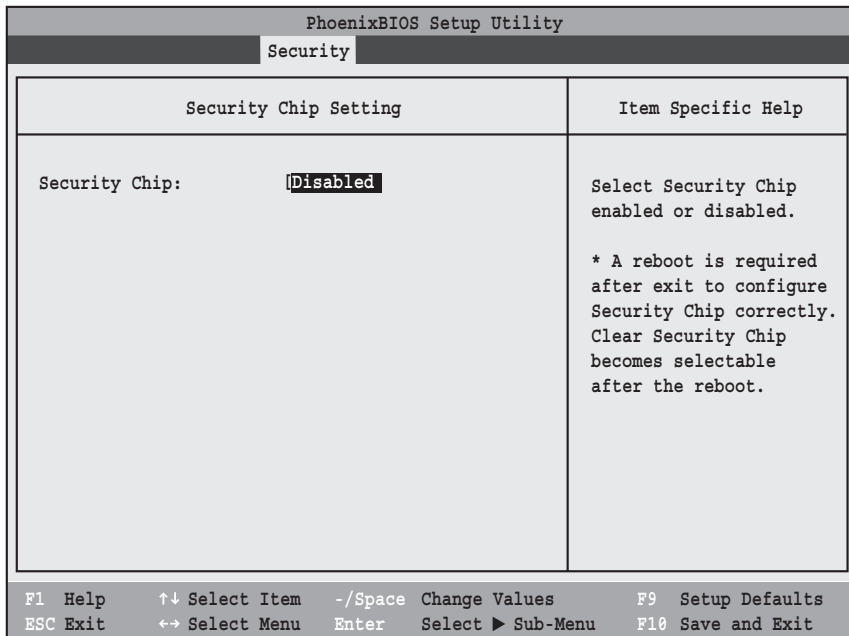 PhoenixBIOS Setup Utility
Security
Security Chip Setting
Item Specific Help
Security Chip:    [Disabled
Select Security Chip
enabled or disabled.
* A reboot is required
after exit to configure
Security Chip correctly.
Clear Security Chip
becomes selectable
after the reboot.
F1 Help ↑↓ Select Item -/Space Change Values F9 Setup Defaults
ESC Exit ←→ Select Menu Enter Select ▶ Sub-Menu F10 Save and Exit